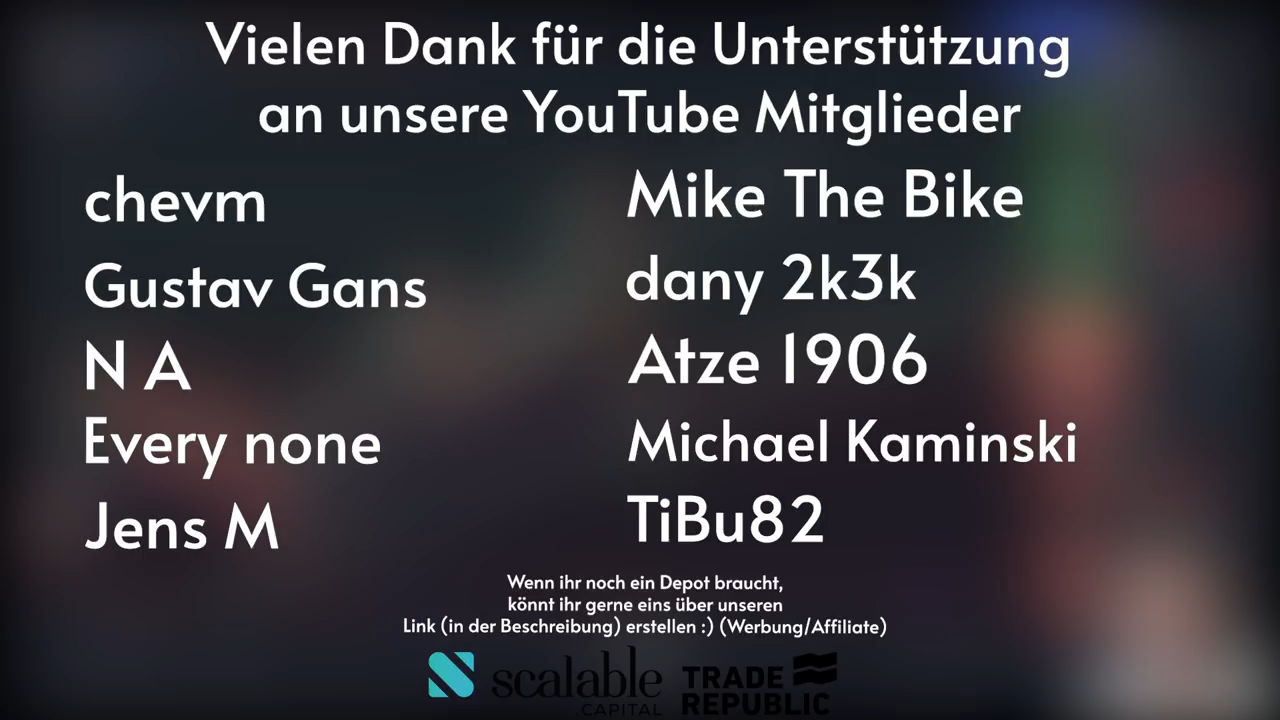 Vielen Dank für die Unterstützung
an unsere YouTube Mitglieder
chevm
Gustav Gans
N A
Every none
Jens M
Mike The Bike
dany 2k3k
Atze 1906
Michael Kaminski
TiBu82
Wenn ihr noch ein Depot braucht,
könnt ihr gerne eins über unseren
Link (in der Beschreibung) erstellen :) (Werbung/Affiliate)
scalable
.CAPITAL
TRADE
REPUBLIC